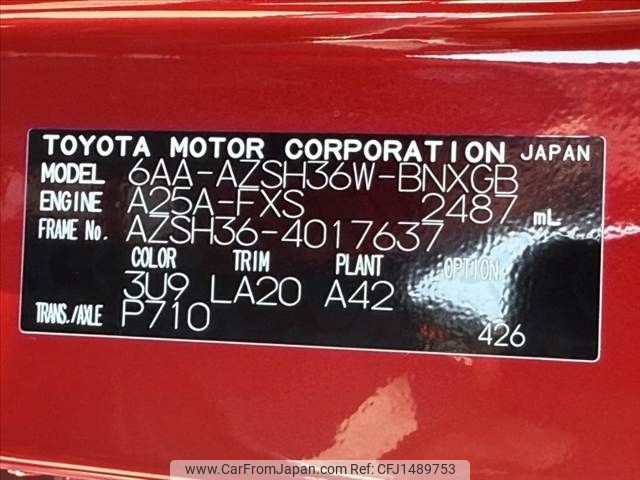 TOYOTA MOTOR CORPORATION JAPAN
MODEL 6AA-AZSH36W-BNXGB
ENGINE A25A-FXS 2487 mL
FRAME No. AZSH36-4017637
COLOR TRIM PLANT OPTION
3U9 LA20 A42
TRANS./AXLE P710
426
www.CarFromJapan.com CFJ1489753